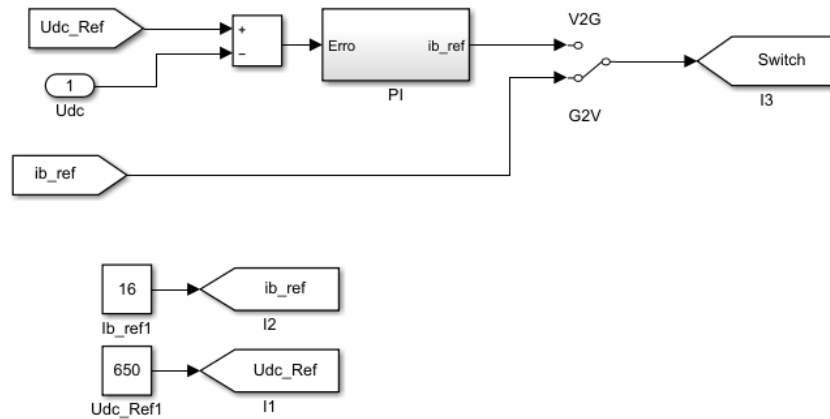 Udc_Ref
+
−
Erro
ib_ref
PI
V2G
G2V
Switch
I3
1
Udc
ib_ref
16
Ib_ref1
ib_ref
I2
650
Udc_Ref1
Udc_Ref
I1